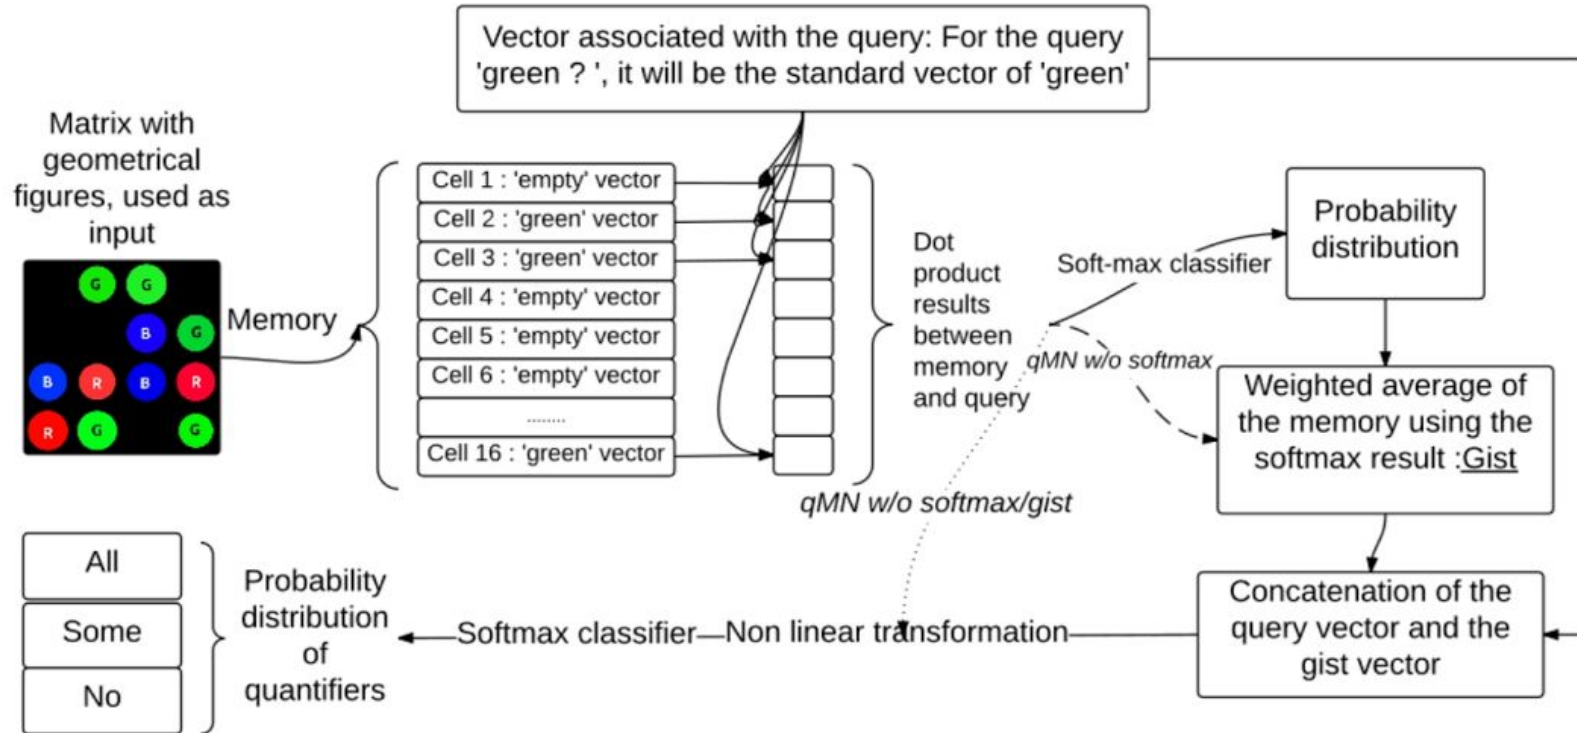 Vector associated with the query: For the query
'green ? ', it will be the standard vector of 'green'
Matrix with
geometrical
figures, used as
input
G G
B G
B R B R
R G G
Memory
Cell 1 : 'empty' vector
Cell 2 : 'green' vector
Cell 3 : 'green' vector
Cell 4 : 'empty' vector
Cell 5 : 'empty' vector
Cell 6 : 'empty' vector
........
Cell 16 : 'green' vector
Dot
product
results
between
memory
and query
Soft-max classifier
qMN w/o softmax
qMN w/o softmax/gist
Probability
distribution
Weighted average of
the memory using the
softmax result :Gist
Concatenation of the
query vector and the
gist vector
Non linear transformation
Softmax classifier
Probability
distribution
of
quantifiers
All
Some
No